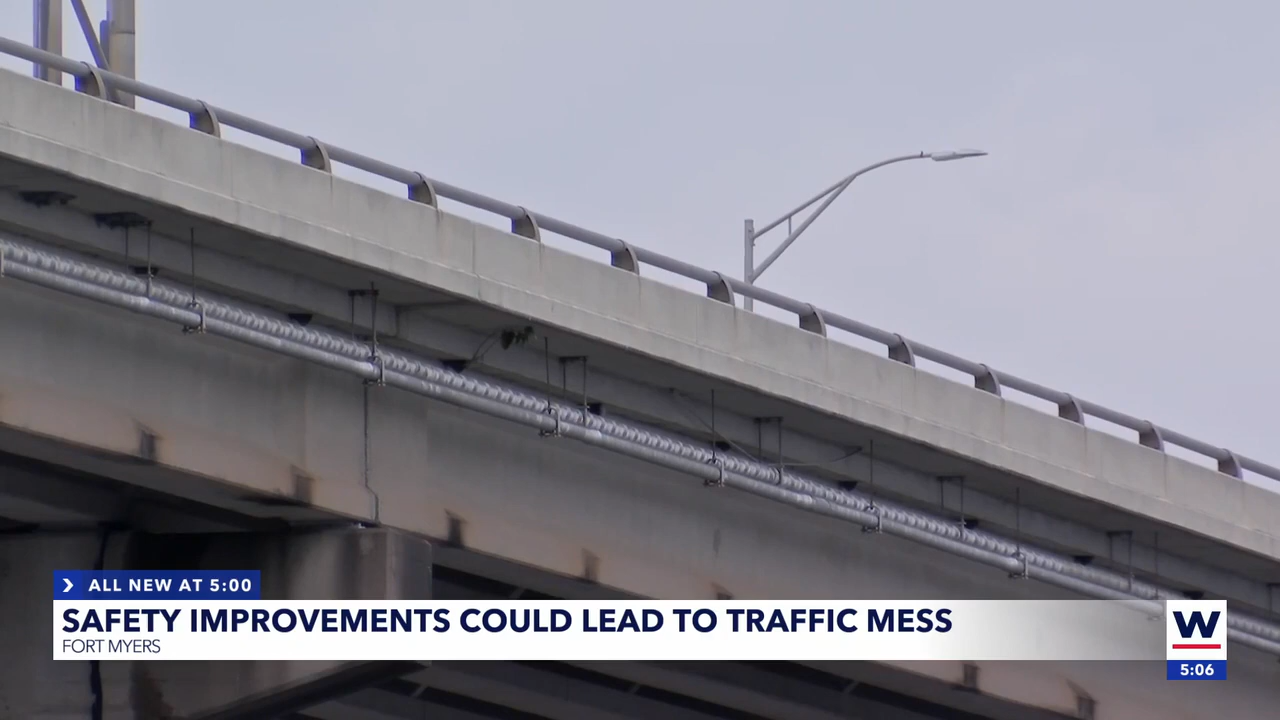 ALL NEW AT 5:00
SAFETY IMPROVEMENTS COULD LEAD TO TRAFFIC MESS
FORT MYERS
W
5:06